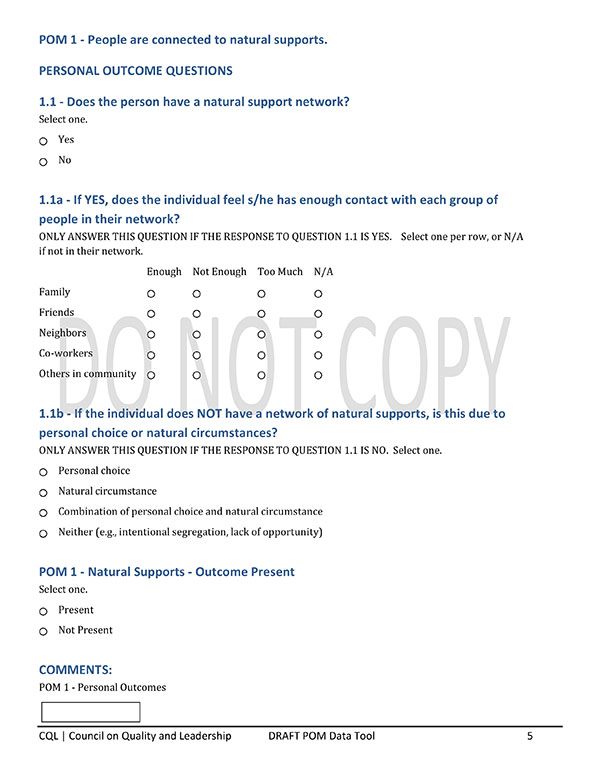 POM 1 - People are connected to natural supports.
PERSONAL OUTCOME QUESTIONS
1.1 - Does the person have a natural support network?
Select one.
Yes
No
1.1a - If YES, does the individual feel s/he has enough contact with each group of
people in their network?
ONLY ANSWER THIS QUESTION IF THE RESPONSE TO QUESTION 1.1 IS YES. Select one per row, or N/A
if not in their network.
Enough Not Enough Too Much N/A
Family
Friends
Neighbors
Co-workers
Others in community
DO NOT COPY
1.1b - If the individual does NOT have a network of natural supports, is this due to
personal choice or natural circumstances?
ONLY ANSWER THIS QUESTION IF THE RESPONSE TO QUESTION 1.1 IS NO. Select one.
Personal choice
Natural circumstance
Combination of personal choice and natural circumstance
Neither (e.g., intentional segregation, lack of opportunity)
POM 1 - Natural Supports - Outcome Present
Select one.
Present
Not Present
COMMENTS:
POM 1 - Personal Outcomes
CQL | Council on Quality and Leadership DRAFT POM Data Tool 5